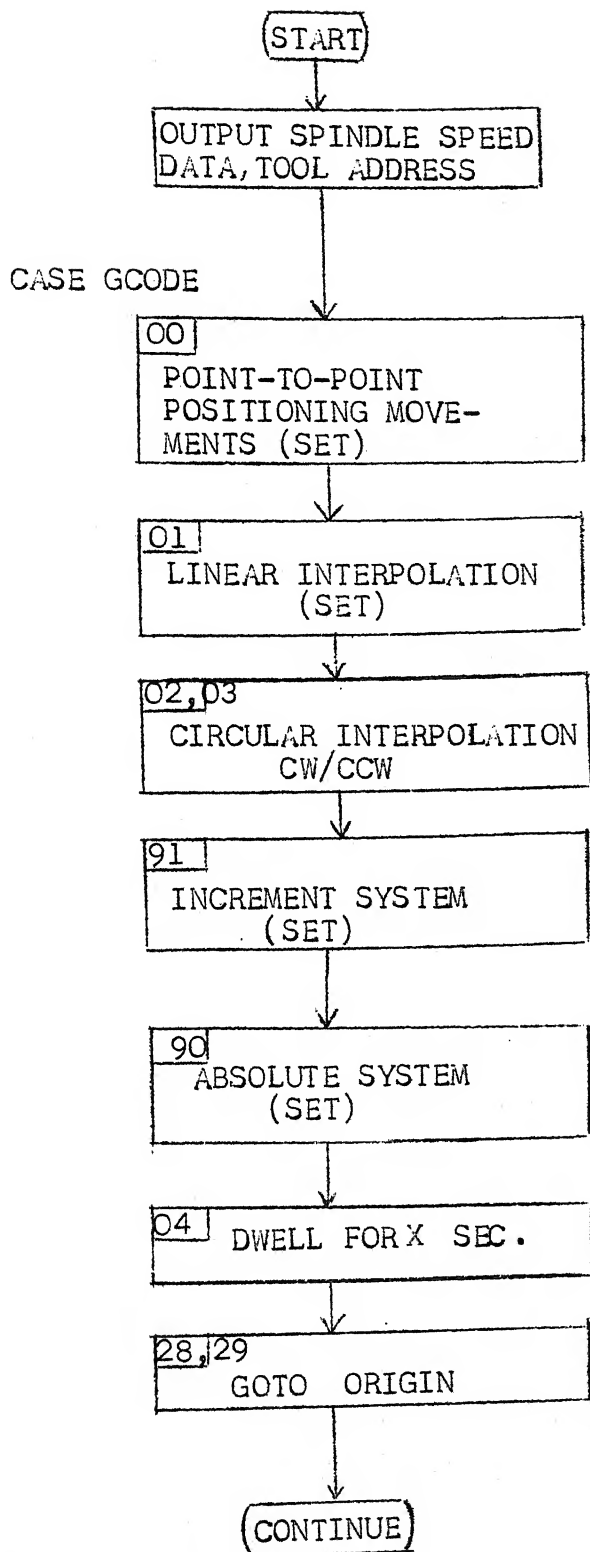 START
OUTPUT SPINDLE SPEED
DATA, TOOL ADDRESS
CASE GCODE
00
POINT-TO-POINT
POSITIONING MOVE-
MENTS (SET)
01
LINEAR INTERPOLATION
(SET)
02,03
CIRCULAR INTERPOLATION
CW/CCW
91
INCREMENT SYSTEM
(SET)
90
ABSOLUTE SYSTEM
(SET)
04
DWELL FOR X SEC.
28,29
GOTO ORIGIN
CONTINUE